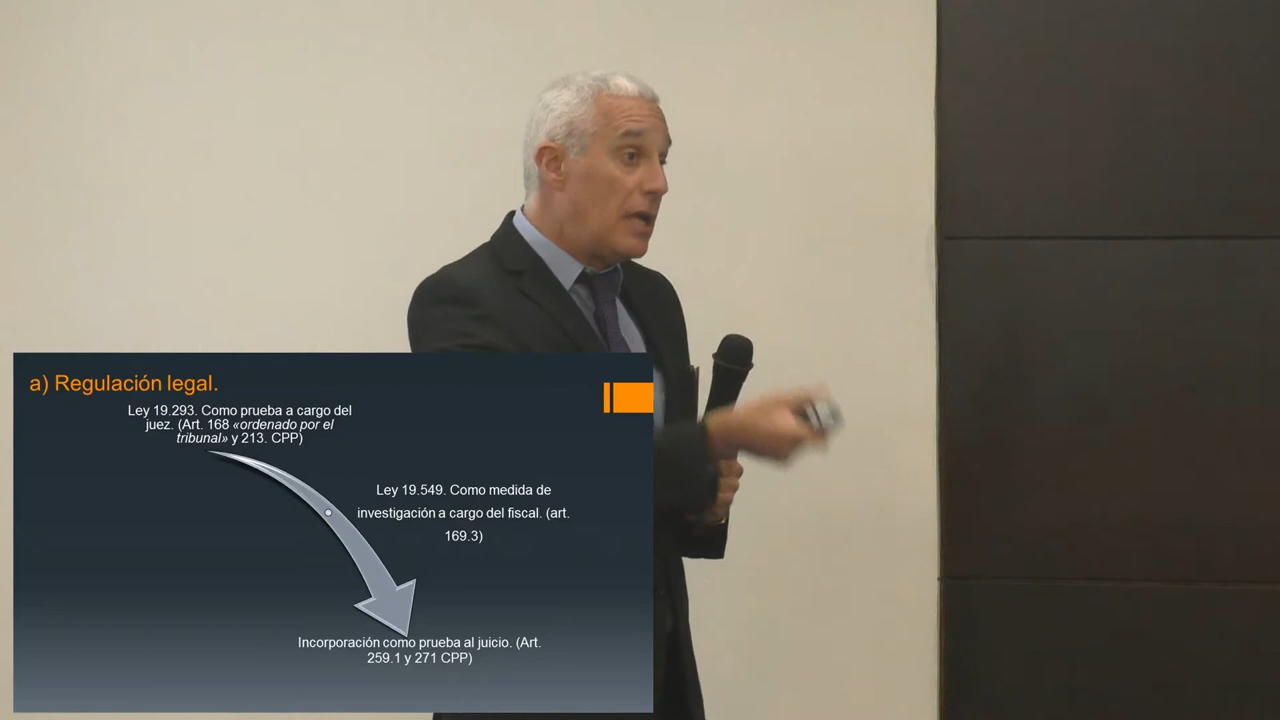 a) Regulación legal.
Ley 19.293. Como prueba a cargo del
juez. (Art. 168 «ordenado por el
tribunal» y 213. CPP)
Ley 19.549. Como medida de
investigación a cargo del fiscal. (art.
169.3)
Incorporación como prueba al juicio. (Art.
259.1 y 271 CPP)